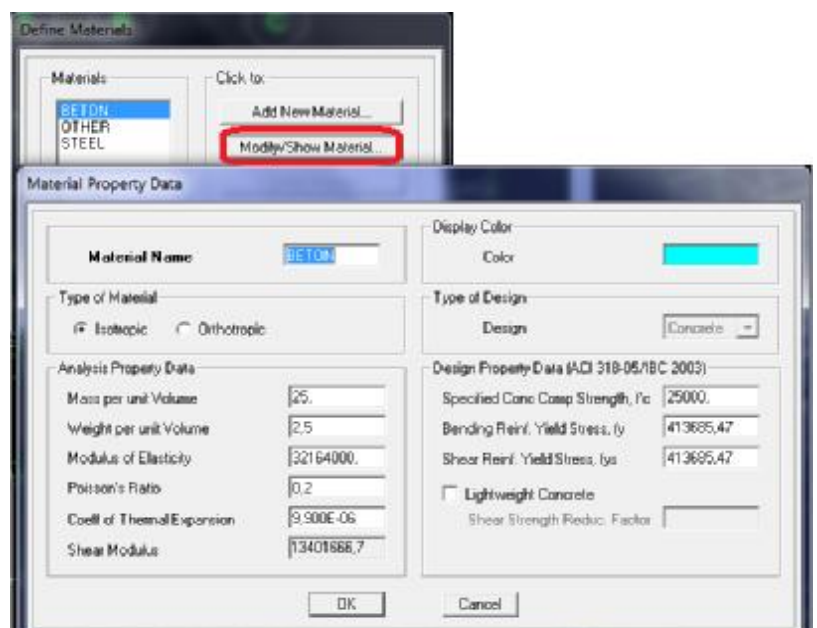 Define Materials
Materials
Click to:
BETON
OTHER
STEEL
Add New Material...
Modify/Show Material...
Material Property Data
Display Color
Material Name
BETON
Color
Type of Material
Type of Design
Isotropic
Orthotropic
Design
Concrete
Analysis Property Data
Design Property Data (ACI 318-05/IBC 2003)
Mass per unit Volume
25,
Specified Conc Comp Strength, f'c
25000,
Weight per unit Volume
2,5
Bending Reinf. Yield Stress, fy
413685,47
Modulus of Elasticity
32164000,
Shear Reinf. Yield Stress, fys
413685,47
Poisson's Ratio
0,2
Lightweight Concrete
Coeff of Thermal Expansion
9,900E-06
Shear Strength Reduc. Factor
Shear Modulus
13401666,7
OK
Cancel